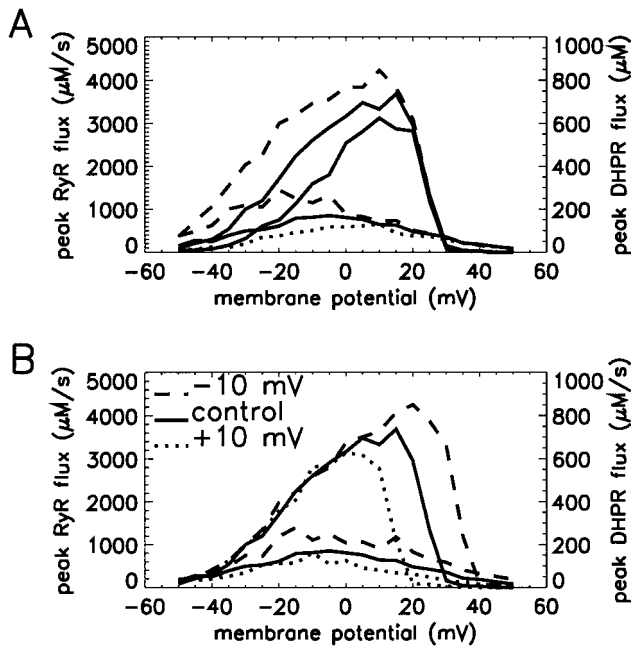 A
peak RyR flux (μM/s)
5000
4000
3000
2000
1000
0
1000
800
600
400
200
0
peak DHPR flux (μM/s)
−60 −40 −20 0 20 40 60
membrane potential (mV)
B
peak RyR flux (μM/s)
5000
4000
3000
2000
1000
0
−10 mV
control
+10 mV
1000
800
600
400
200
0
peak DHPR flux (μM/s)
−60 −40 −20 0 20 40 60
membrane potential (mV)